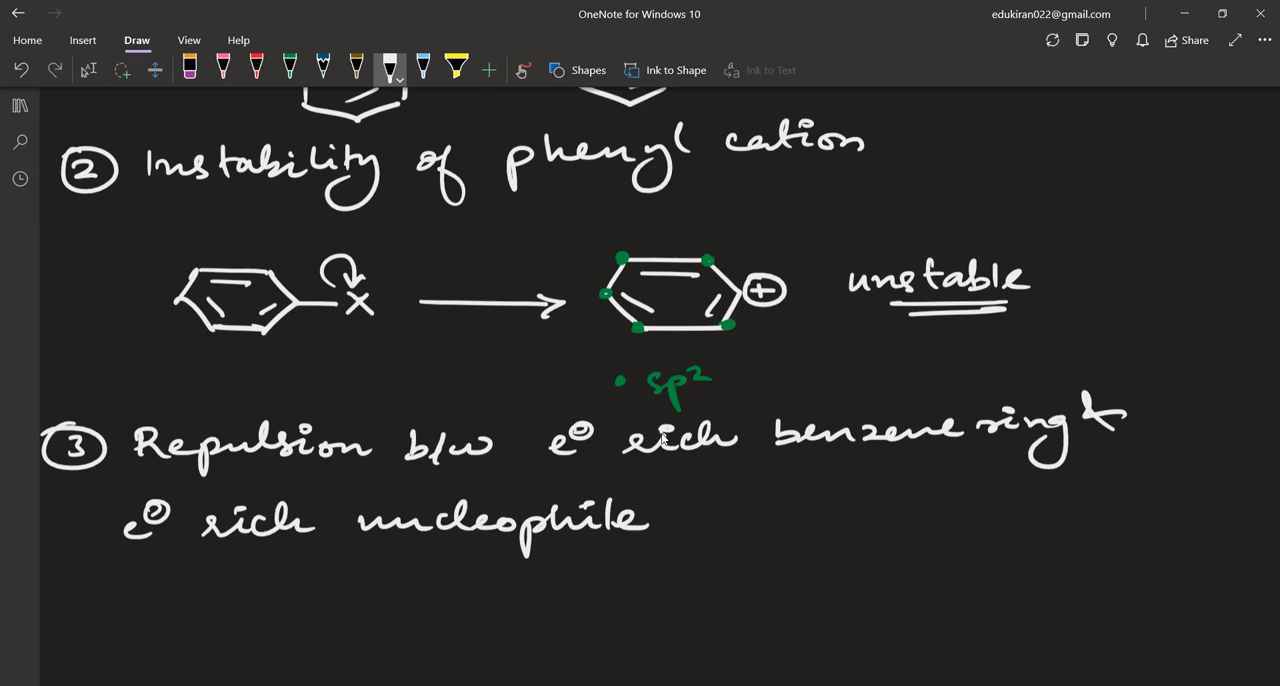 OneNote for Windows 10
edukiran022@gmail.com
Home Insert Draw View Help
Share
Shapes Ink to Shape Ink to Text
② Instability of phenyl cation
X ⊕ unstable
• sp²
③ Repulsion b/w e⊖ rich benzene ring &
e⊖ rich nucleophile